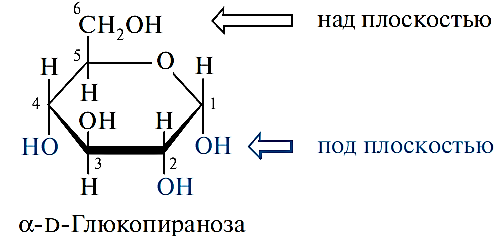 6
CH₂OH над плоскостью
5
H O H
H
4 OH H 1
HO OH под плоскостью
3 2
H OH
α-D-Глюкопираноза